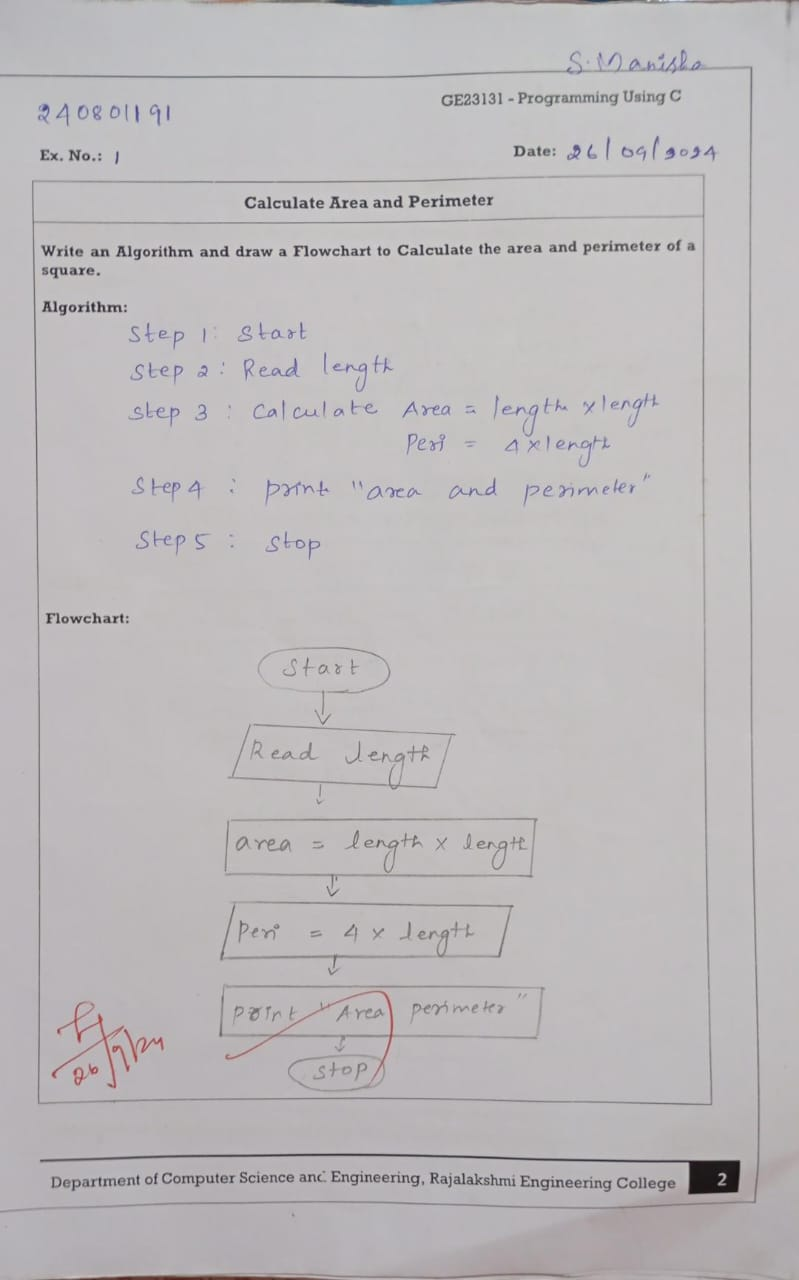 S. Manisha
GE23131 - Programming Using C
240801191
Ex. No.: 1
Date: 26/09/2024
Calculate Area and Perimeter
Write an Algorithm and draw a Flowchart to Calculate the area and perimeter of a
square.
Algorithm:
Step 1: Start
Step 2: Read length
Step 3: Calculate Area = length x length
Peri = 4 x length
Step 4: print "area and perimeter"
Step 5: Stop
Flowchart:
Start
Read length
area = length x length
Peri = 4 x length
print "Area perimeter"
Stop
26/9/24
Department of Computer Science and Engineering, Rajalakshmi Engineering College
2